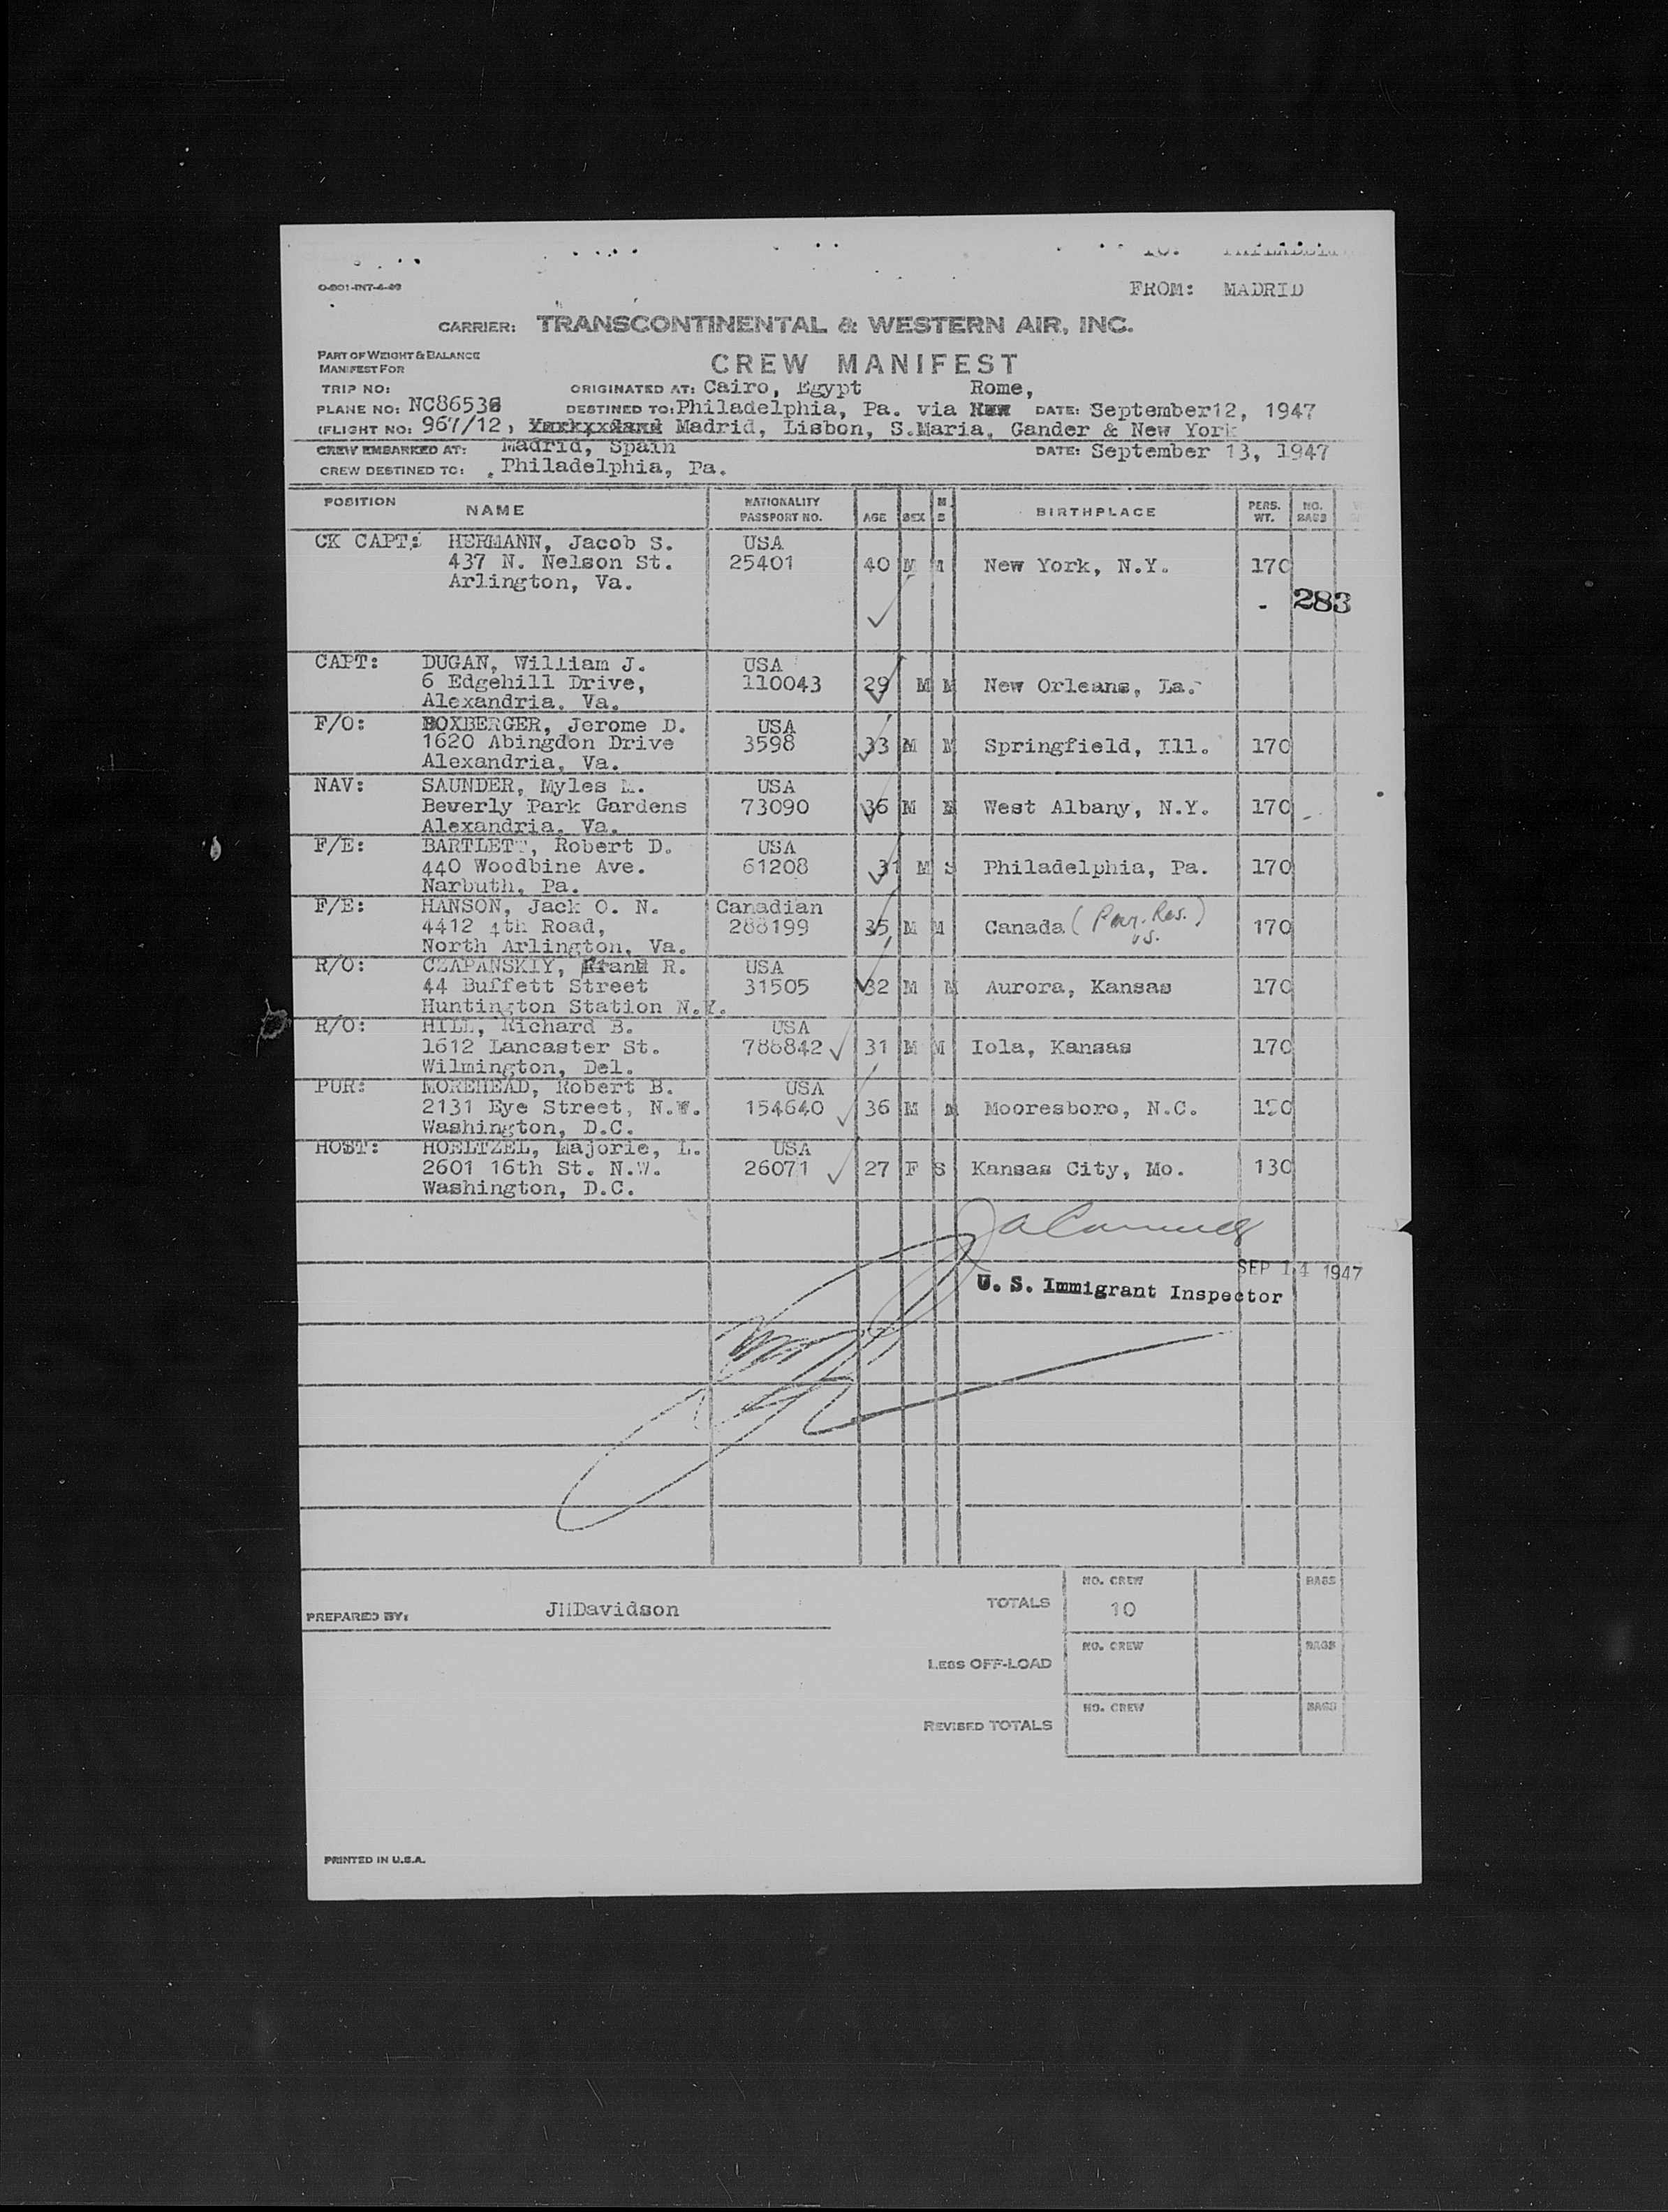 FROM: MADRID
CARRIER: TRANSCONTINENTAL & WESTERN AIR, INC.
PART OF WEIGHT & BALANCE
MANIFEST FOR
CREW MANIFEST
TRIP NO: ORIGINATED AT: Cairo, Egypt Rome,
PLANE NO: NC86536 DESTINED TO: Philadelphia, Pa. via DATE: September12, 1947
(FLIGHT NO: 967/12, Madrid, Lisbon, S.Maria, Gander & New York
CREW EMBARKED AT: Madrid, Spain DATE: September 13, 1947
CREW DESTINED TO: Philadelphia, Pa.
POSITION NAME NATIONALITY PASSPORT NO. AGE SEX M S BIRTHPLACE PERS. WT. NO. BAGS
CK CAPT: HERMANN, Jacob S. USA
437 N. Nelson St. 25401 40 M M New York, N.Y. 170
Arlington, Va.
283
CAPT: DUGAN, William J. USA
6 Edgehill Drive, 110043 29 M M New Orleans, La.
Alexandria, Va.
F/O: BOXBERGER, Jerome D. USA
1620 Abingdon Drive 3598 33 M M Springfield, Ill. 170
Alexandria, Va.
NAV: SAUNDER, Myles M. USA
Beverly Park Gardens 73090 36 M M West Albany, N.Y. 170
Alexandria, Va.
F/E: BARTLETT, Robert D. USA
440 Woodbine Ave. 61208 31 M S Philadelphia, Pa. 170
Narbuth, Pa.
F/E: HANSON, Jack O. N. Canadian
4412 4th Road, 288199 35 M M Canada (Per. Res. U.S.) 170
North Arlington, Va.
R/O: CZAPANSKIY, Frank R. USA
44 Buffett Street 31505 32 M M Aurora, Kansas 170
Huntington Station N.Y.
R/O: HILL, Richard B. USA
1612 Lancaster St. 788842 31 M M Iola, Kansas 170
Wilmington, Del.
PUR: MOREHEAD, Robert B. USA
2131 Eye Street, N.W. 154640 36 M M Mooresboro, N.C. 150
Washington, D.C.
HOST: HOELTZEL, Majorie, L. USA
2601 16th St. N.W. 26071 27 F S Kansas City, Mo. 130
Washington, D.C.
SEP 14 1947
U. S. Immigrant Inspector
PREPARED BY: JHDavidson
TOTALS NO. CREW 10 BAGS
LESS OFF-LOAD NO. CREW BAGS
REVISED TOTALS NO. CREW BAGS
PRINTED IN U.S.A.